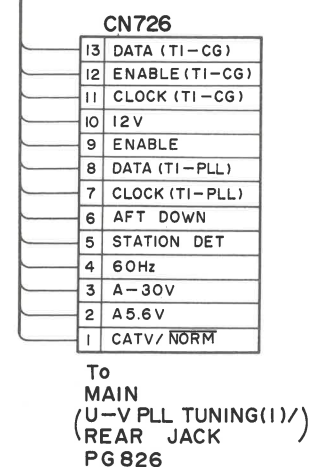 CN726
13 DATA (TI-CG)
12 ENABLE (TI-CG)
11 CLOCK (TI-CG)
10 12V
9 ENABLE
8 DATA (TI-PLL)
7 CLOCK (TI-PLL)
6 AFT DOWN
5 STATION DET
4 60Hz
3 A-30V
2 A5.6V
1 CATV/NORM
To
MAIN
(U-V PLL TUNING(1)/
REAR JACK)
PG826